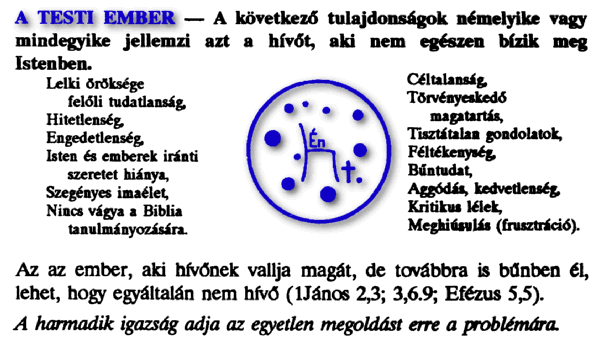 A TESTI EMBER — A következő tulajdonságok némelyike vagy
mindegyike jellemzi azt a hívőt, aki nem egészen bízik meg
Istenben.
Lelki öröksége
felőli tudatlanság,
Hitetlenség,
Engedetlenség,
Isten és emberek iránti
szeretet hiánya,
Szegényes imaélet,
Nincs vágya a Biblia
tanulmányozására.
Én
Céltalanság,
Törvényeskedő
magatartás,
Tisztátalan gondolatok,
Féltékenység,
Bűntudat,
Aggódás, kedvetlenség,
Kritikus lélek,
Meghiúsulás (frusztráció).
Az az ember, aki hívőnek vallja magát, de továbbra is bűnben él,
lehet, hogy egyáltalán nem hívő (1János 2,3; 3,6.9; Efézus 5,5).
A harmadik igazság adja az egyetlen megoldást erre a problémára.